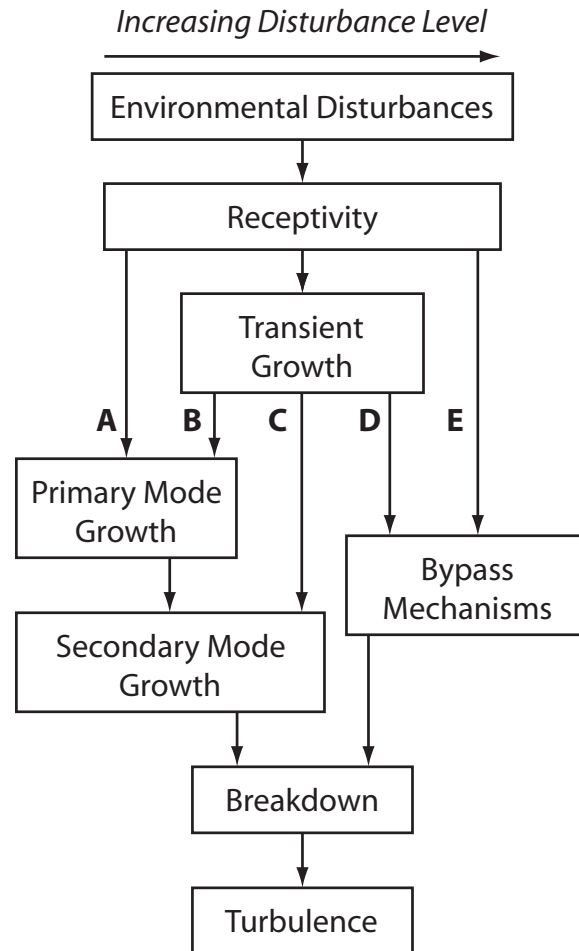 Increasing Disturbance Level
Environmental Disturbances
Receptivity
Transient
Growth
A
B
C
D
E
Primary Mode
Growth
Bypass
Mechanisms
Secondary Mode
Growth
Breakdown
Turbulence